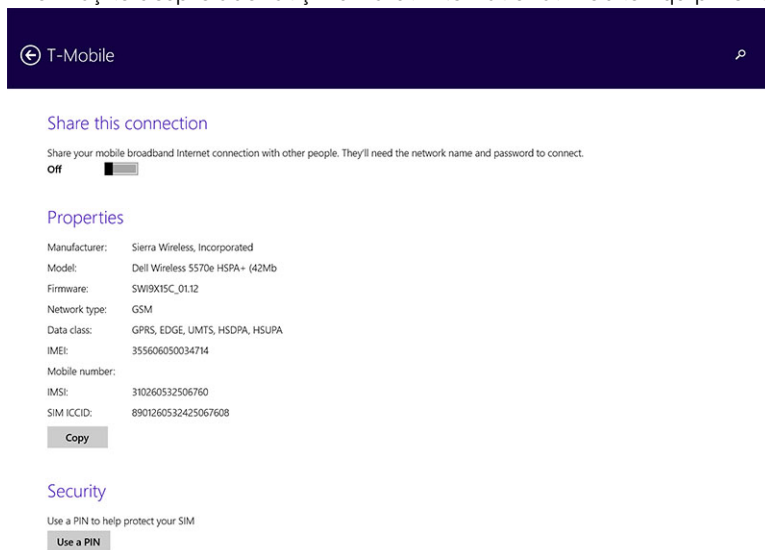 T-Mobile
Share this connection
Share your mobile broadband Internet connection with other people. They'll need the network name and password to connect.
Off
Properties
Manufacturer: Sierra Wireless, Incorporated
Model: Dell Wireless 5570e HSPA+ (42Mb
Firmware: SWI9X15C_01.12
Network type: GSM
Data class: GPRS, EDGE, UMTS, HSDPA, HSUPA
IMEI: 355606050034714
Mobile number:
IMSI: 310260532506760
SIM ICCID: 8901260532425067608
Copy
Security
Use a PIN to help protect your SIM
Use a PIN